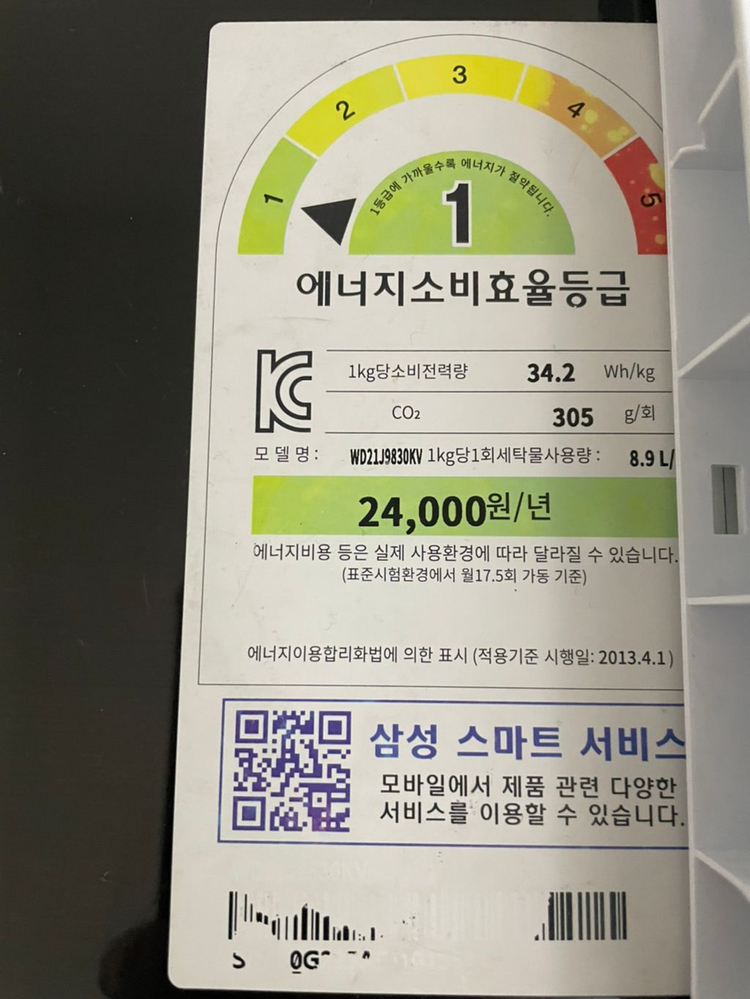 1 2 3 4 5
1등급에 가까울수록 에너지가 절약됩니다.
1
에너지소비효율등급
1kg당소비전력량 34.2 Wh/kg
CO₂ 305 g/회
모델명: WD21J9830KV 1kg당1회세탁물사용량: 8.9 L/
24,000원/년
에너지비용 등은 실제 사용환경에 따라 달라질 수 있습니다.
(표준시험환경에서 월17.5회 가동 기준)
에너지이용합리화법에 의한 표시 (적용기준 시행일: 2013.4.1)
삼성 스마트 서비스
모바일에서 제품 관련 다양한
서비스를 이용할 수 있습니다.